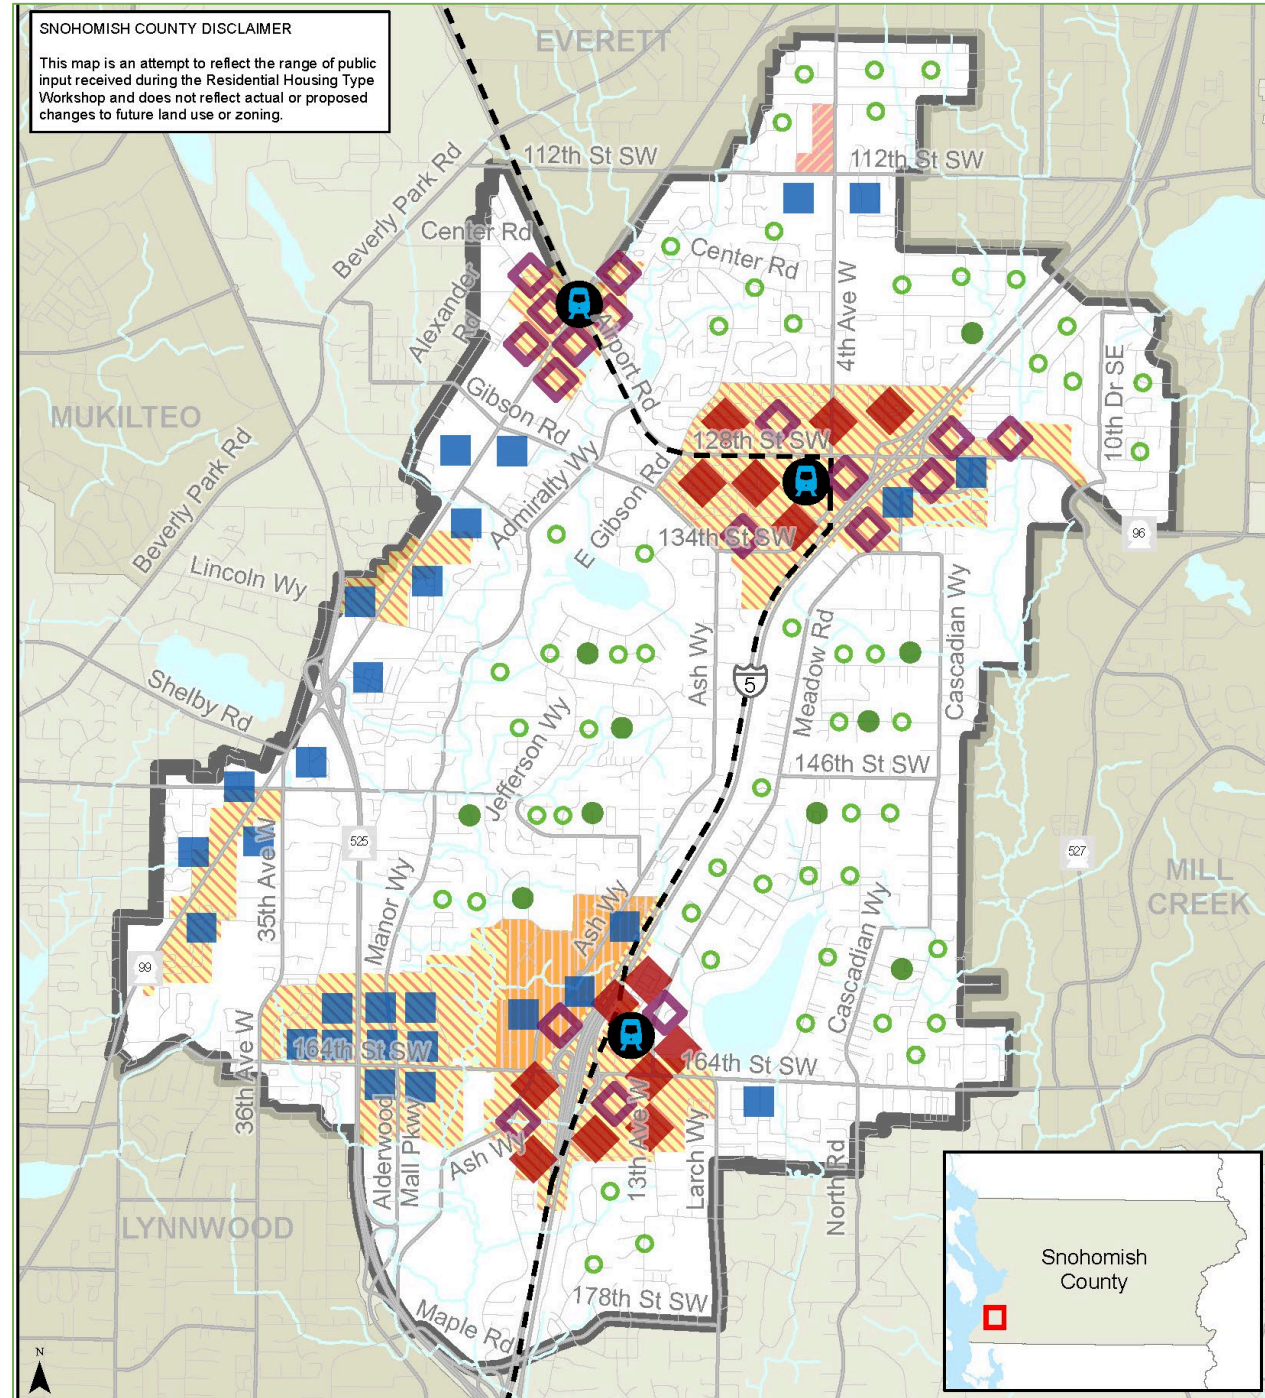 SNOHOMISH COUNTY DISCLAIMER
This map is an attempt to reflect the range of public
input received during the Residential Housing Type
Workshop and does not reflect actual or proposed
changes to future land use or zoning.
EVERETT
112th St SW
112th St SW
Beverly Park Rd
Center Rd
Center Rd
Alexander
Rd
Airport Rd
4th Ave W
10th Dr SE
MUKILTEO
Gibson Rd
128th St SW
Beverly Park Rd
Admiralty Wy
E Gibson Rd
134th St SW
96
Lincoln Wy
Cascadian Wy
Ash Wy
Meadow Rd
5
Shelby Rd
Jefferson Wy
146th St SW
525
527
35th Ave W
Manor Wy
MILL
CREEK
Ash Wy
Cascadian Wy
99
36th Ave W
164th St SW
164th St SW
Alderwood
Mall Pkwy
Ash Wy
13th Ave W
Larch Wy
North Rd
LYNNWOOD
178th St SW
Maple Rd
Snohomish
County
N